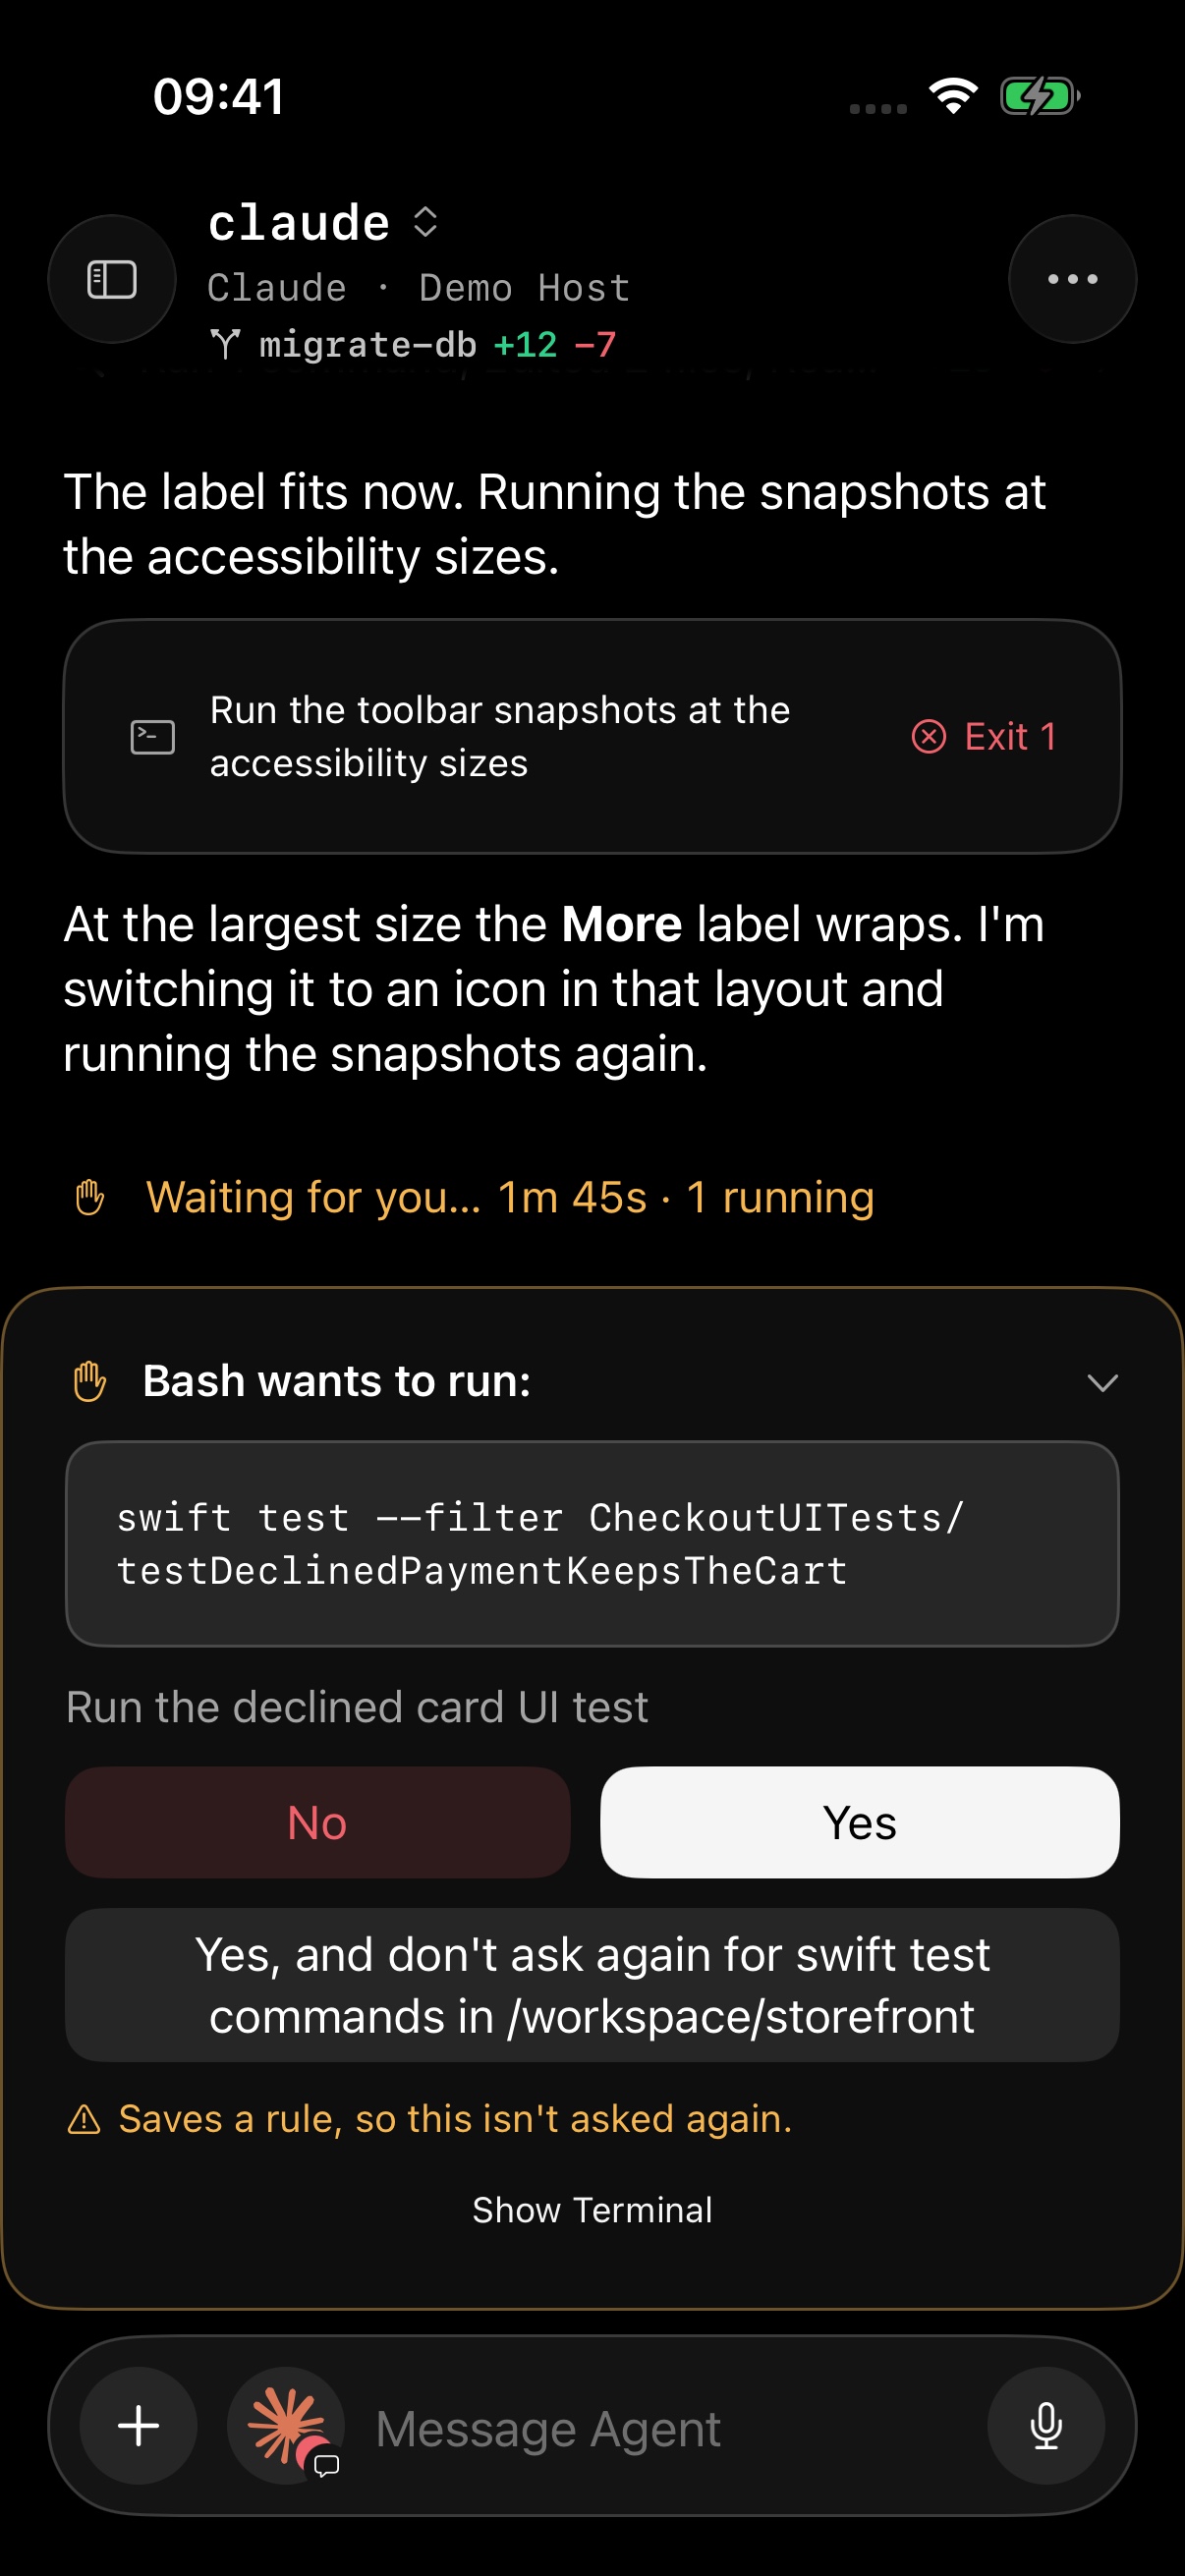 09:41
claude
Claude · Demo Host
migrate-db +12 −7
The label fits now. Running the snapshots at
the accessibility sizes.
Run the toolbar snapshots at the
accessibility sizes
Exit 1
At the largest size the More label wraps. I'm
switching it to an icon in that layout and
running the snapshots again.
Waiting for you... 1m 45s · 1 running
Bash wants to run:
swift test --filter CheckoutUITests/
testDeclinedPaymentKeepsTheCart
Run the declined card UI test
No
Yes
Yes, and don't ask again for swift test
commands in /workspace/storefront
Saves a rule, so this isn't asked again.
Show Terminal
Message Agent